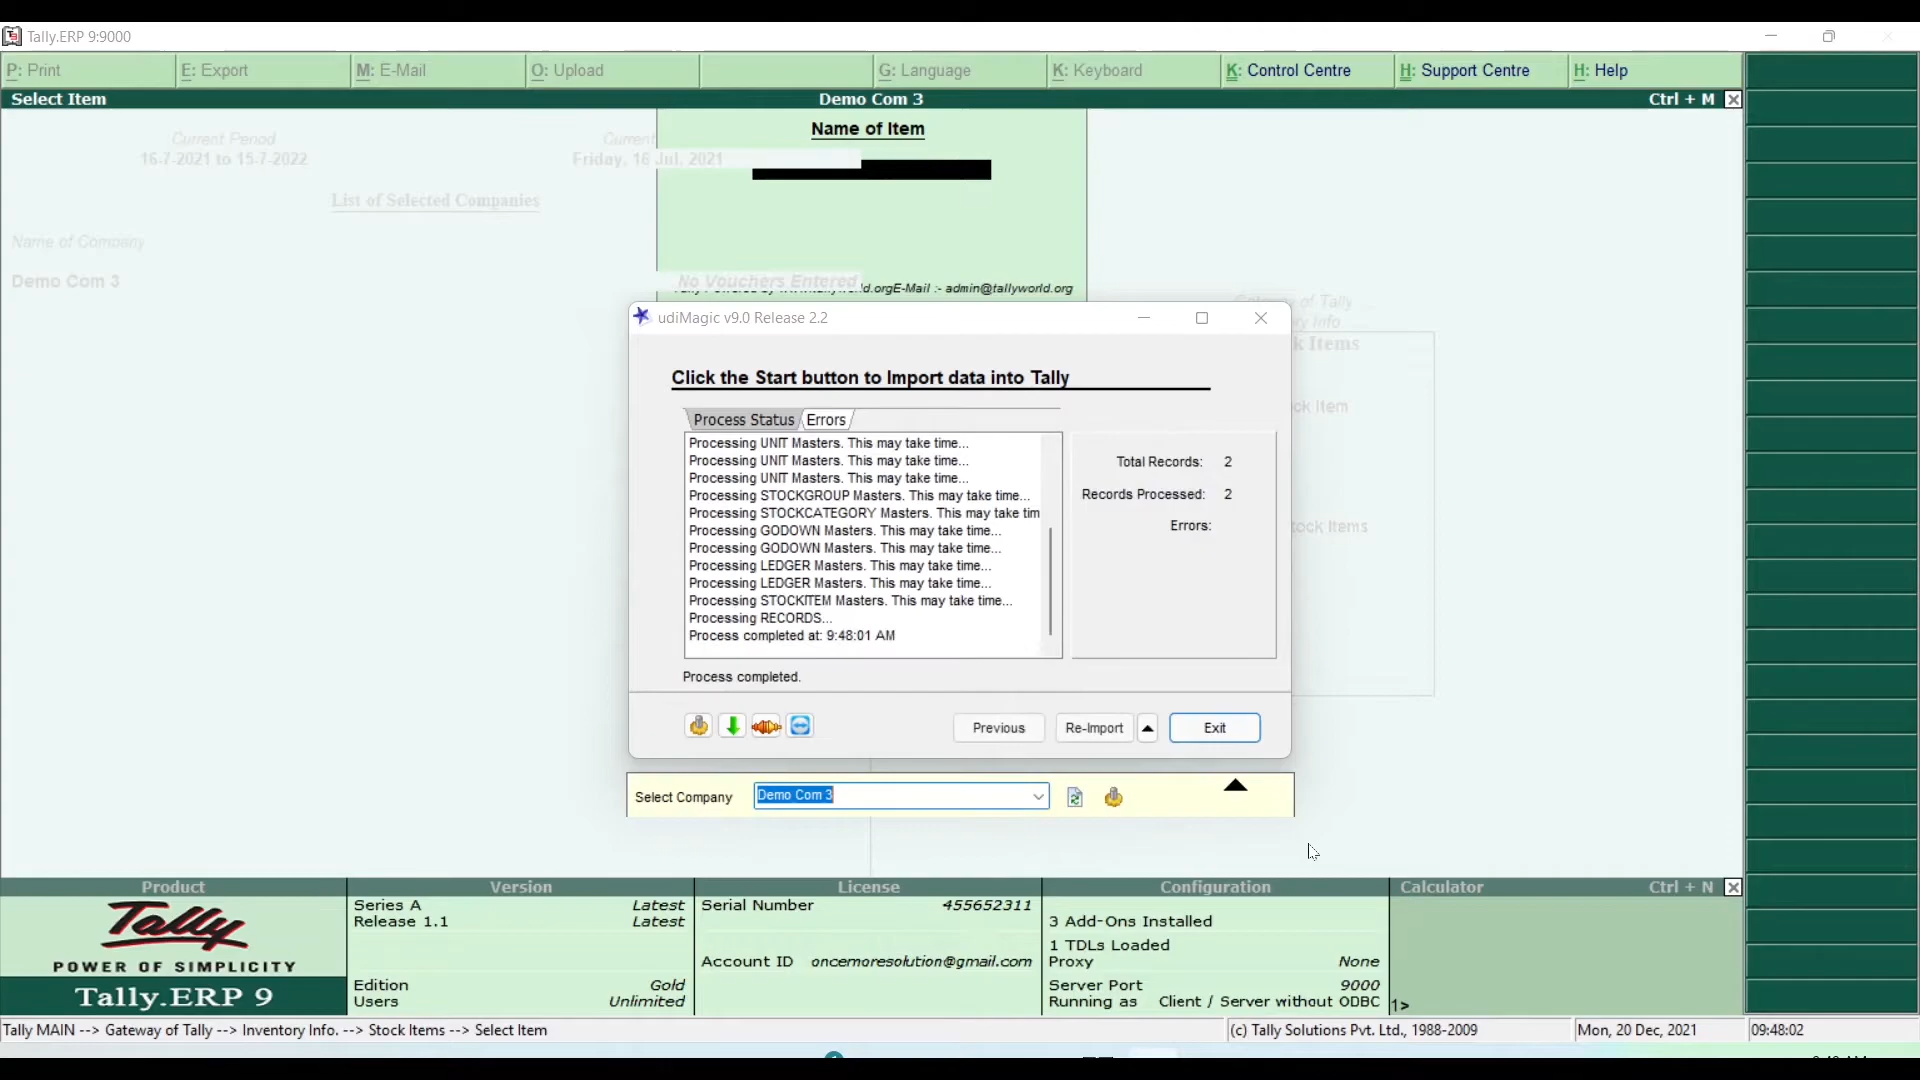 Tally.ERP 9:9000
P: Print
E: Export
M: E-Mail
O: Upload
G: Language
K: Keyboard
K: Control Centre
H: Support Centre
H: Help
Select Item
Demo Com 3
Ctrl + M
Name of Item
Current Period
16-7-2021 to 15-7-2022
Current
Friday, 16 Jul, 2021
List of Selected Companies
Name of Company
Demo Com 3
No Vouchers Entered
E-Mail :- admin@tallyworld.org
udiMagic v9.0 Release 2.2
Click the Start button to Import data into Tally
Process Status
Errors
Processing UNIT Masters. This may take time...
Processing UNIT Masters. This may take time...
Processing UNIT Masters. This may take time...
Processing STOCKGROUP Masters. This may take time...
Processing STOCKCATEGORY Masters. This may tak tim
Processing GODOWN Masters. This may take time...
Processing GODOWN Masters. This may take time...
Processing LEDGER Masters. This may take time...
Processing LEDGER Masters. This may take time...
Processing STOCKITEM Masters. This may take time...
Processing RECORDS...
Process completed at: 9:48:01 AM
Total Records: 2
Records Processed: 2
Errors:
Process completed.
Previous
Re-Import
Exit
of Tally
ry Info
k Items
ck Item
tock Items
Select Company
Demo Com 3
Product
Version
License
Configuration
Calculator
Ctrl + N
Tally
POWER OF SIMPLICITY
Tally.ERP 9
Series A Latest
Release 1.1 Latest
Edition Gold
Users Unlimited
Serial Number 455652311
Account ID oncemoresolution@gmail.com
3 Add-Ons Installed
1 TDLs Loaded
Proxy None
Server Port 9000
Running as Client / Server without ODBC
1>
Tally MAIN --> Gateway of Tally --> Inventory Info. --> Stock Items --> Select Item
(c) Tally Solutions Pvt. Ltd., 1988-2009
Mon, 20 Dec, 2021
09:48:02